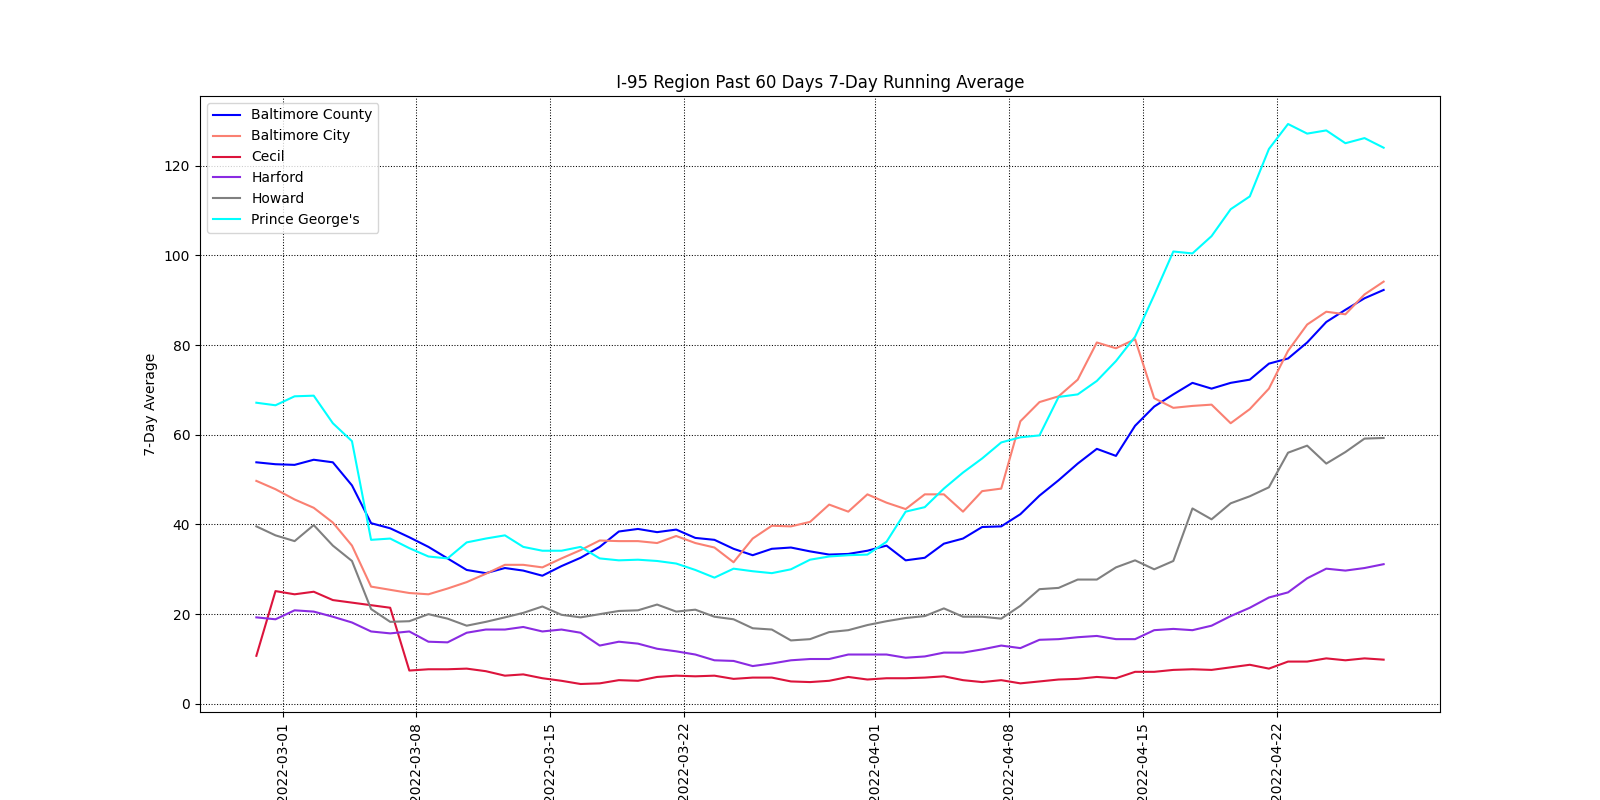 I-95 Region Past 60 Days 7-Day Running Average
Baltimore County
Baltimore City
Cecil
Harford
Howard
Prince George's
7-Day Average
120
100
80
60
40
20
0
2022-03-01
2022-03-08
2022-03-15
2022-03-22
2022-04-01
2022-04-08
2022-04-15
2022-04-22